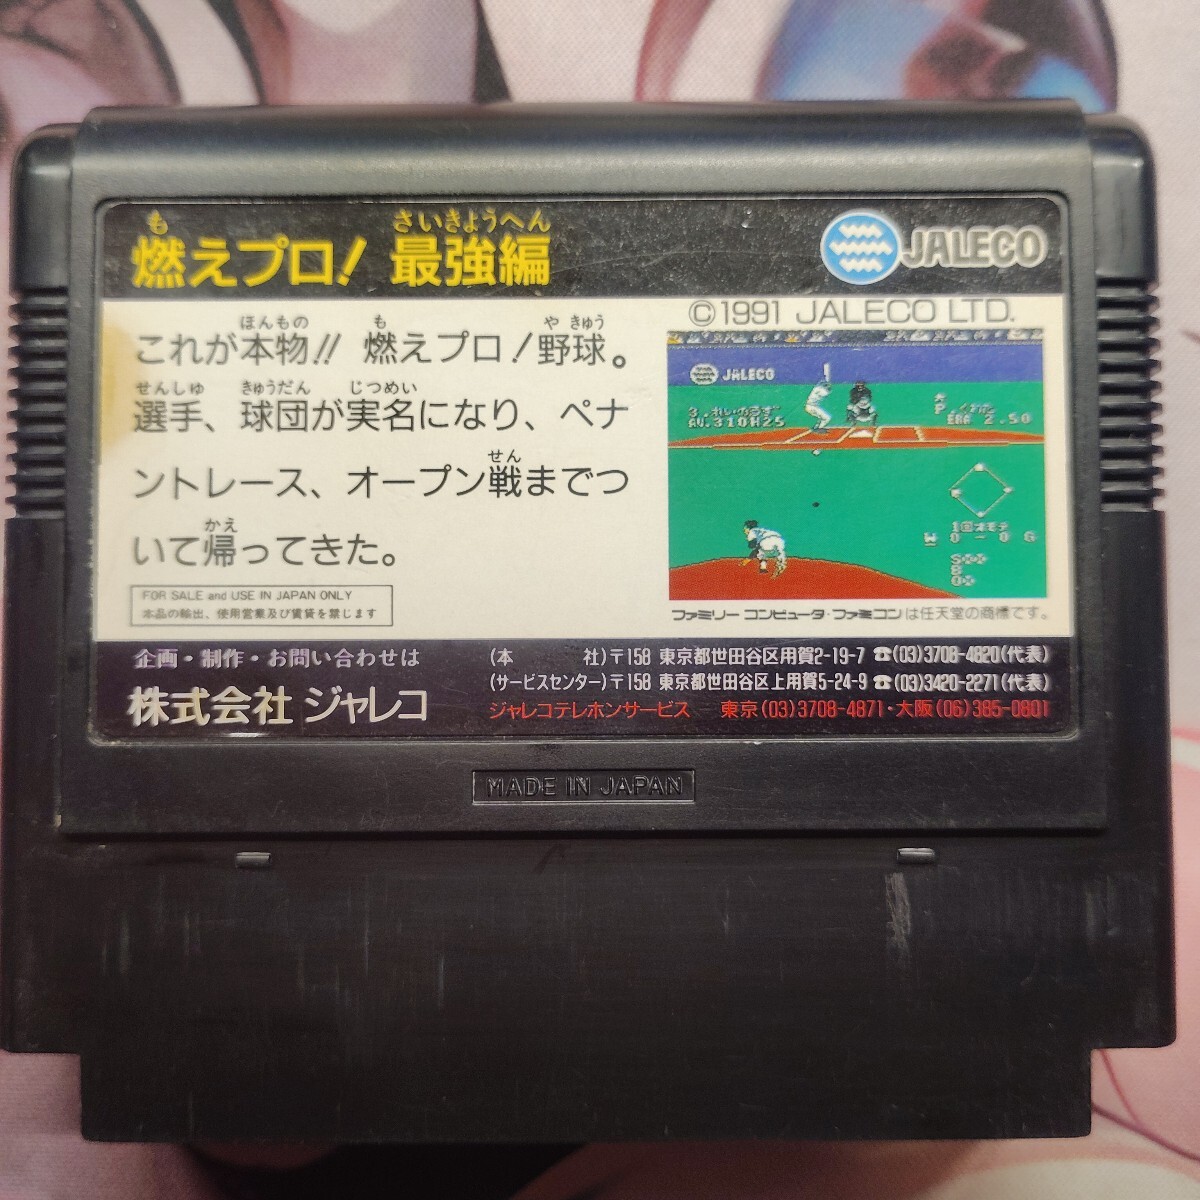 も さいきょうへん
燃えプロ! 最強編
JALECO
ほんもの も や きゅう
これが本物!! 燃えプロ!野球。
せんしゅ きゅうだん じつめい
選手、球団が実名になり、ペナ
せん
ントレース、オープン戦までつ
かえ
いて帰ってきた。
FOR SALE and USE IN JAPAN ONLY
本品の輸出、使用営業及び賃貸を禁じます
©1991 JALECO LTD.
JALECO
AV.310H25
P.
ERA 2.50
1回オモテ
W 0 - 0 G
S
B
O
ファミリー コンピュータ・ファミコンは任天堂の商標です。
企画・制作・お問い合わせは
株式会社 ジャレコ
(本 社)〒158 東京都世田谷区用賀2-19-7 ☎(03)3708-4820(代表)
(サービスセンター)〒158 東京都世田谷区上用賀5-24-9 ☎(03)3420-2271(代表)
ジャレコテレホンサービス 東京(03)3708-4871・大阪(06)385-0801
MADE IN JAPAN